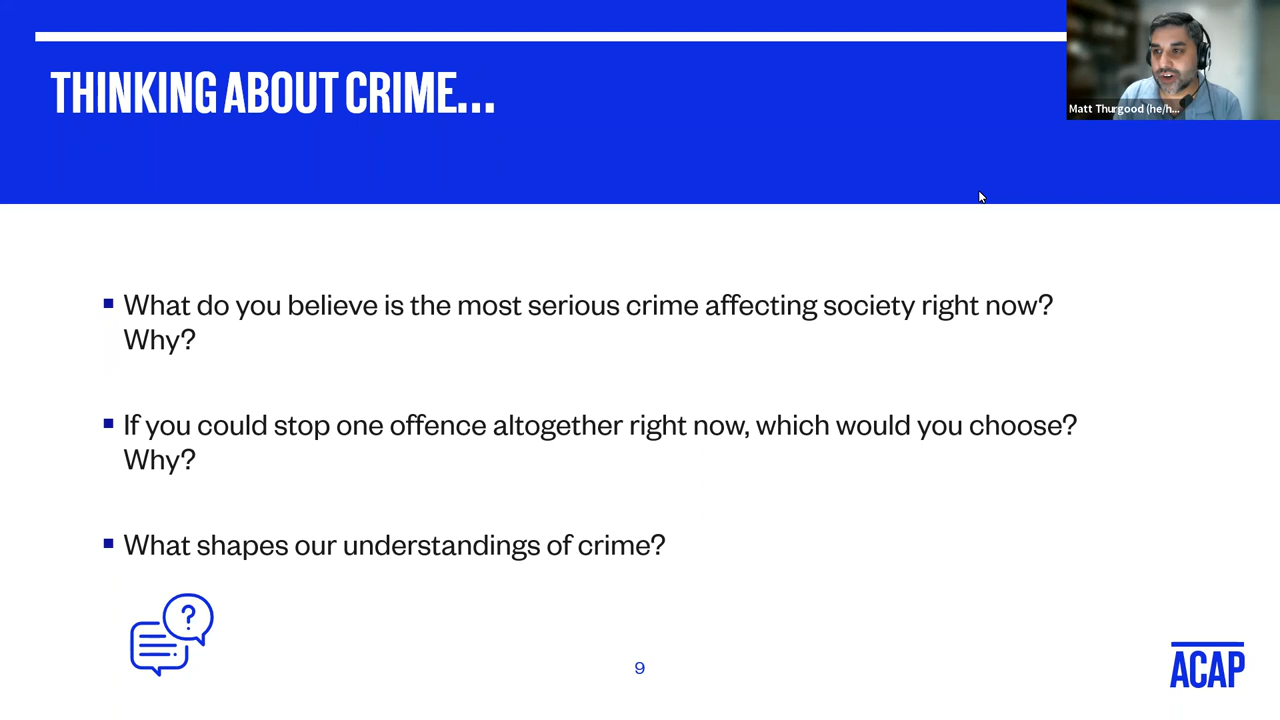 THINKING ABOUT CRIME...
Matt Thurgood (he/h...
▪ What do you believe is the most serious crime affecting society right now?
Why?
▪ If you could stop one offence altogether right now, which would you choose?
Why?
▪ What shapes our understandings of crime?
?
9
ACAP